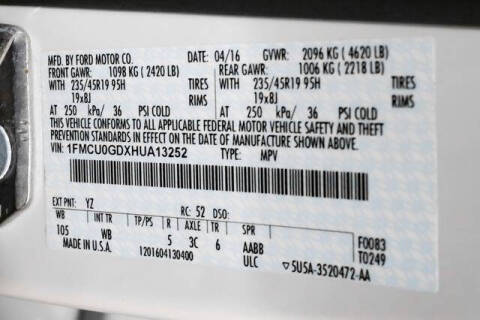 MFD. BY FORD MOTOR CO. 04/16 GVWR: 2096 KG ( 4620 LB)
FRONT GAWR: 1098 KG ( 2420 LB) REAR GAWR: 1006 KG ( 2218 LB)
WITH 235/45R19 95H TIRES WITH 235/45R19 95H TIRES
19x8J RIMS 19x8J RIMS
AT 250 kPa/ 36 PSI COLD AT 250 kPa/ 36 PSI COLD
THIS VEHICLE CONFORMS TO ALL APPLICABLE FEDERAL MOTOR VEHICLE SAFETY AND THEFT
PREVENTION STANDARDS IN EFFECT ON THE DATE OF MANUFACTURE SHOWN ABOVE.
VIN: 1FMCU0GDXHUA13252 TYPE: MPV
EXT PNT: YZ RC: 52 DSO:
WB INT TR TP/PS R AXLE TR SPR
105 WB 5 3C 6 AABB F0083
MADE IN U.S.A. 1201604130400 ULC ▽5U5A-3520472-AA T0249